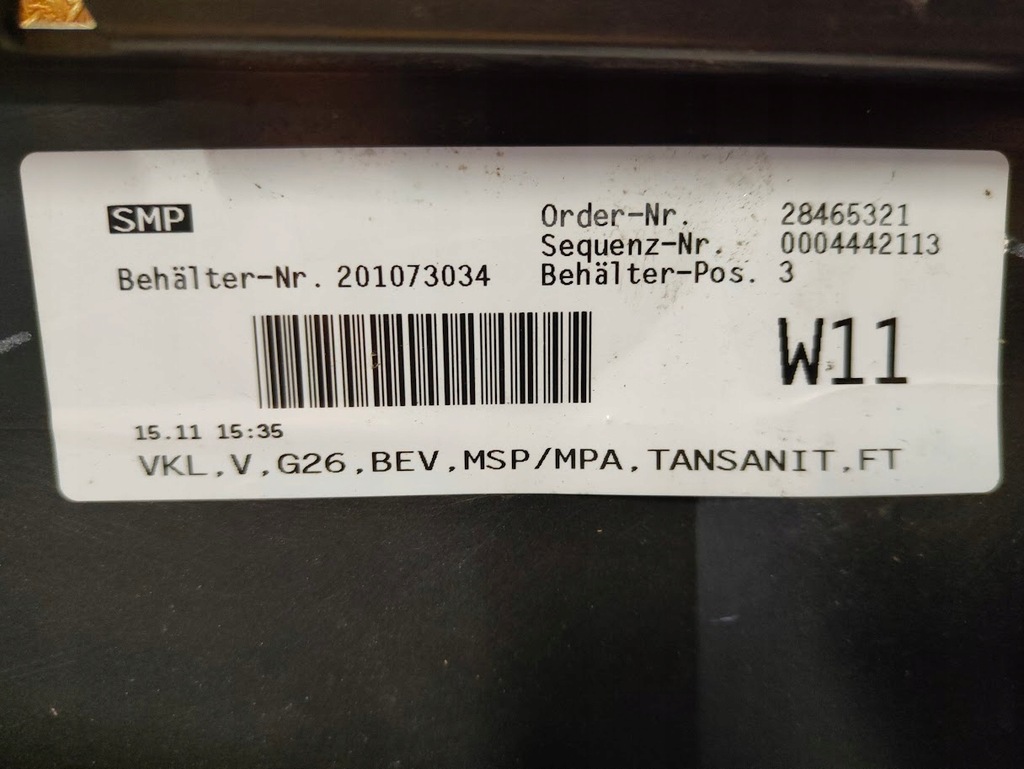 SMP
Order-Nr. 28465321
Sequenz-Nr. 0004442113
Behälter-Nr. 201073034 Behälter-Pos. 3
W11
15.11 15:35
VKL,V,G26,BEV,MSP/MPA,TANSANIT,FT